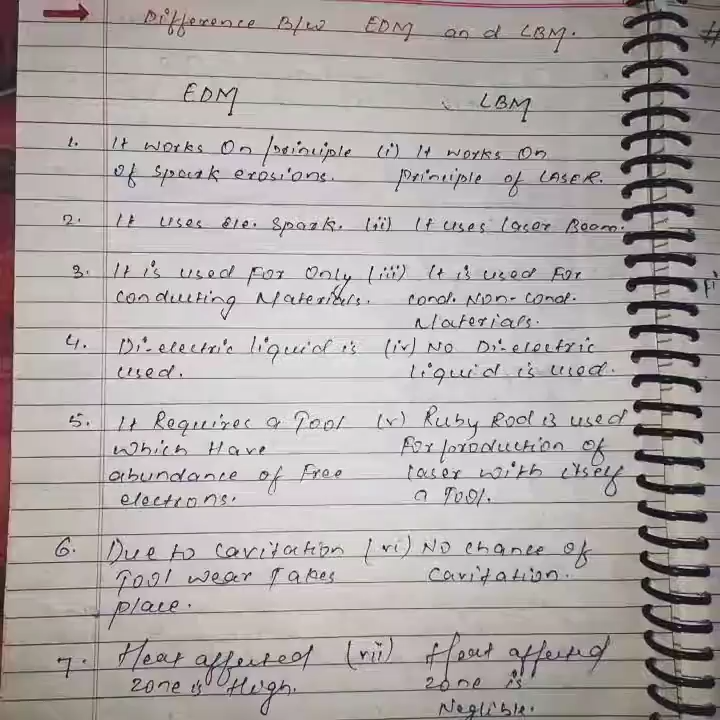 Difference B/w EDM and LBM.
EDM LBM
1. It works On principle (i) It works On
of spark erosions. principle of LASER.
2. It uses ele. spark. (ii) It uses laser Beam.
3. It is used For Only (iii) It is used For
conducting Materials. cond. Non-cond.
Materials.
4. Di-electric liquid is (iv) No Di-electric
used. liquid is used.
5. It Requires a Tool (v) Ruby Rod is used
which Have For production of
abundance of Free laser with itself
electrons. a Tool.
6. Due to cavitation (vi) No chance of
Tool wear Takes cavitation.
place.
7. Heat affected (vii) Heat affected
zone is High. zone is
Neglible.